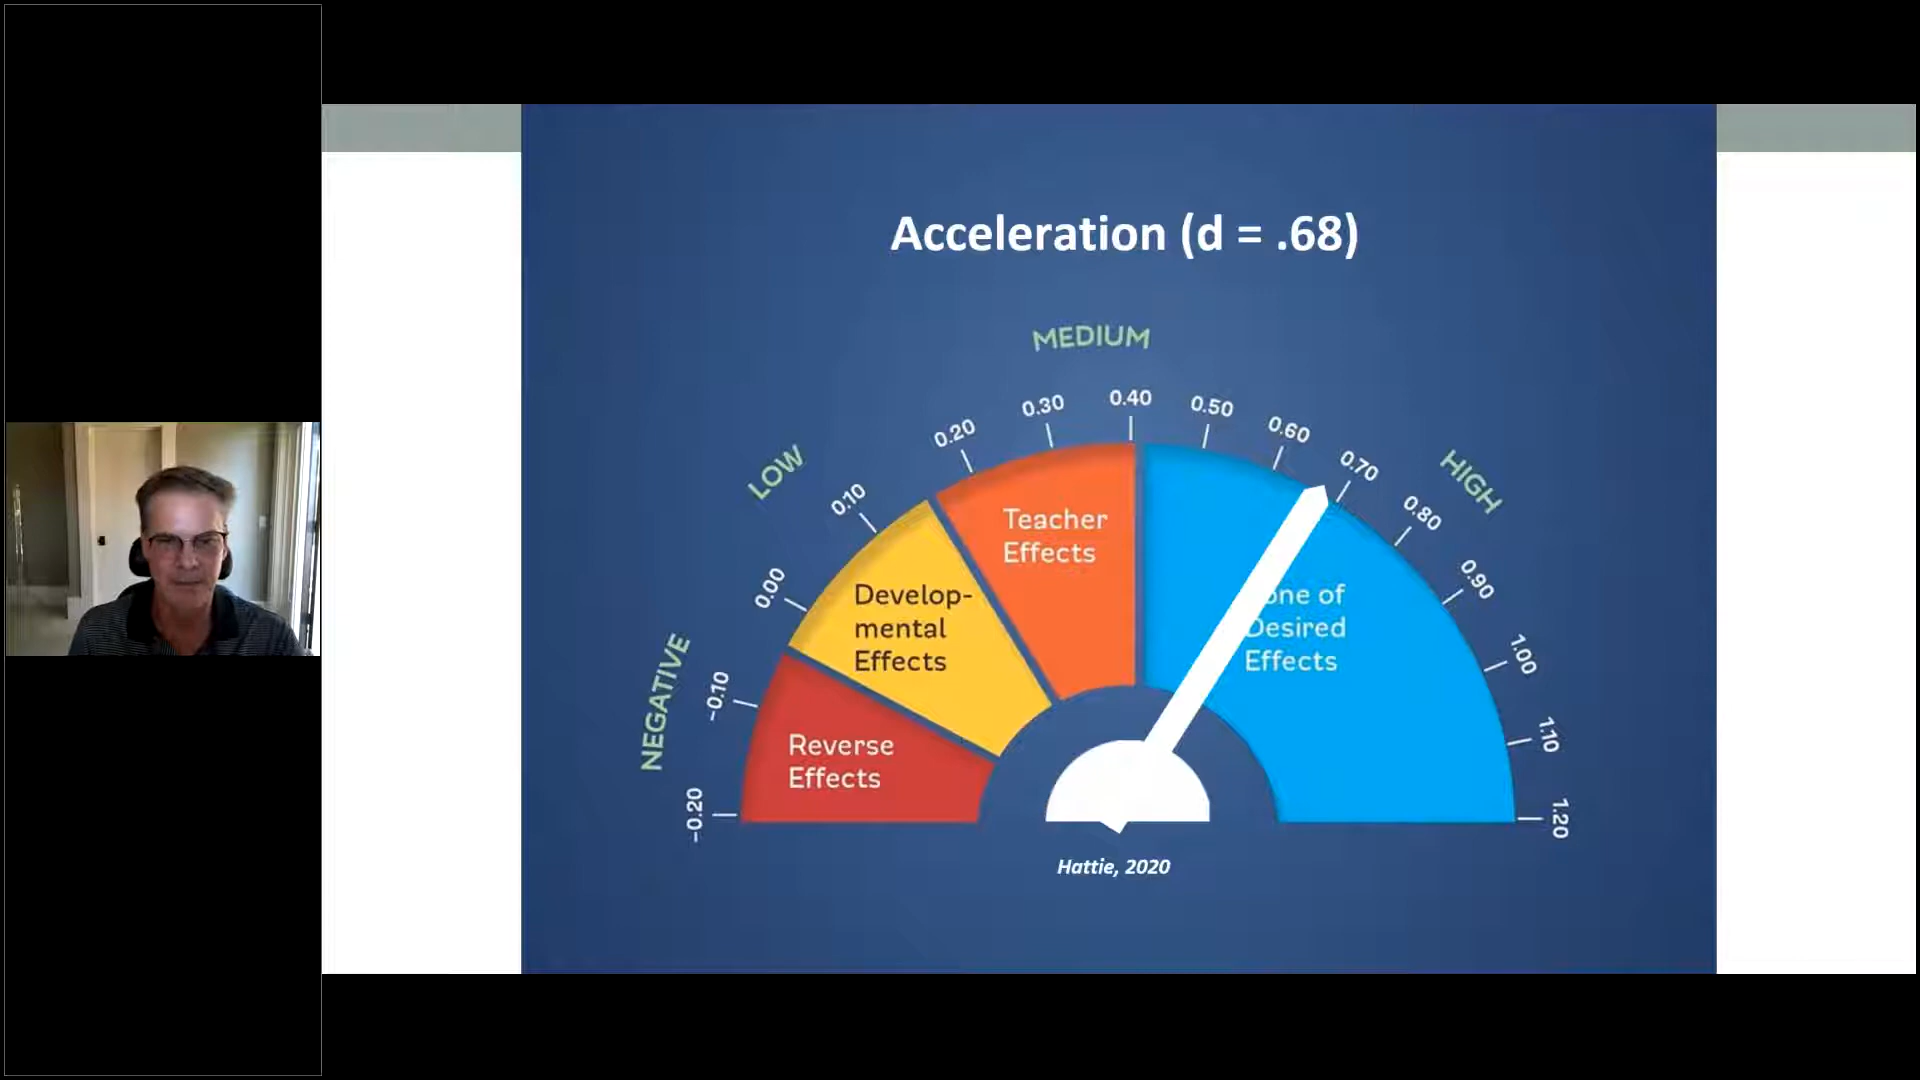 Acceleration (d = .68)
MEDIUM
LOW
HIGH
NEGATIVE
-0.20
-0.10
0.00
0.10
0.20
0.30
0.40
0.50
0.60
0.70
0.80
0.90
1.00
1.10
1.20
Reverse
Effects
Develop-
mental
Effects
Teacher
Effects
one of
Desired
Effects
Hattie, 2020